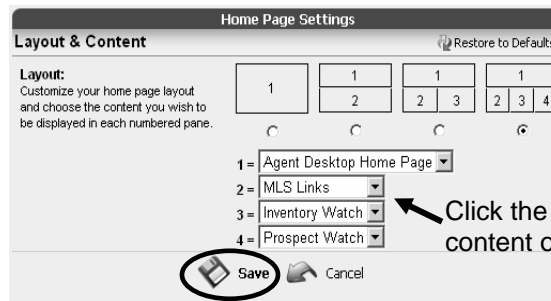 Home Page Settings
Layout & Content
Restore to Defaults
Layout:
Customize your home page layout
and choose the content you wish to
be displayed in each numbered pane.
1
1
2
1
2 3
1
2 3 4
1 = Agent Desktop Home Page
2 = MLS Links
3 = Inventory Watch
4 = Prospect Watch
Click the
content
Save Cancel